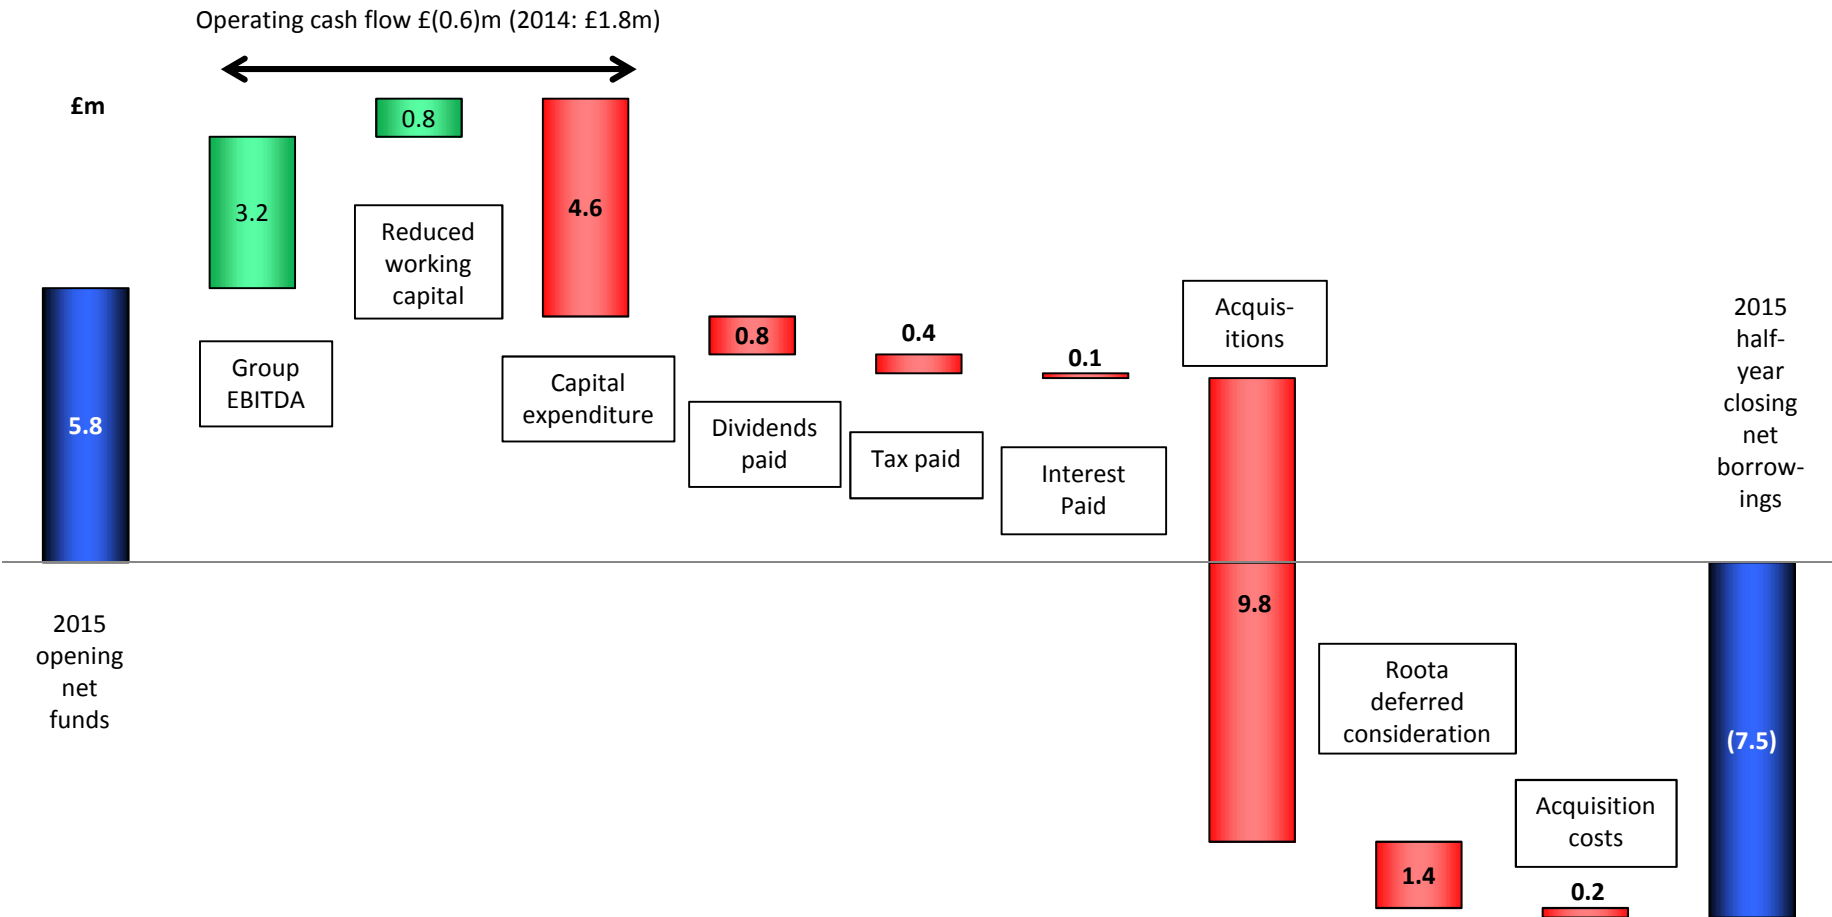 Operating cash flow £(0.6)m (2014: £1.8m)
£m
5.8
2015
opening
net
funds
3.2
Group
EBITDA
0.8
Reduced
working
capital
4.6
Capital
expenditure
0.8
Dividends
paid
0.4
Tax paid
0.1
Interest
Paid
Acquis-
itions
9.8
Roota
deferred
consideration
1.4
Acquisition
costs
0.2
2015
half-
year
closing
net
borrow-
ings
(7.5)